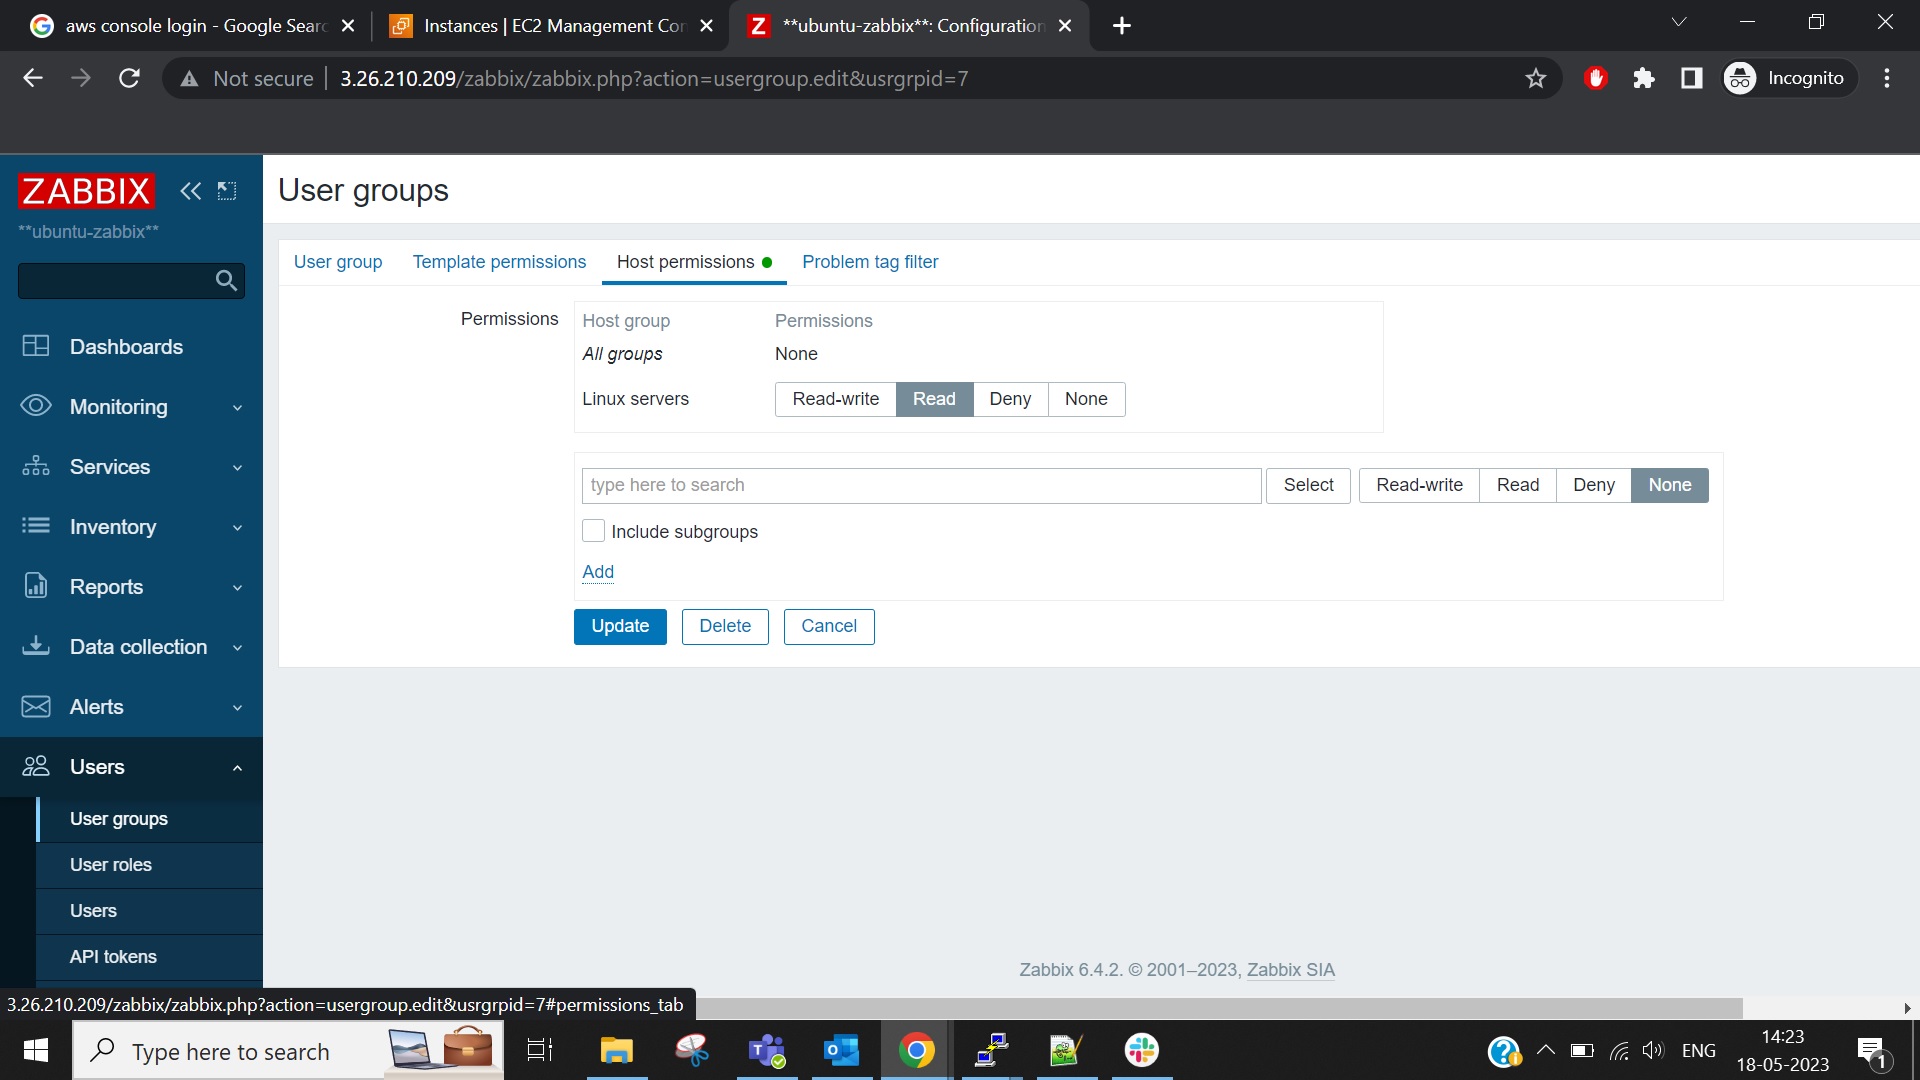 aws console login - Google Searc
Instances | EC2 Management Con
Z **ubuntu-zabbix**: Configuration
Not secure 3.26.210.209/zabbix/zabbix.php?action=usergroup.edit&usrgrpid=7
Incognito
ZABBIX
**ubuntu-zabbix**
Dashboards
Monitoring
Services
Inventory
Reports
Data collection
Alerts
Users
User groups
User roles
Users
API tokens
User groups
User group Template permissions Host permissions Problem tag filter
Permissions Host group Permissions
All groups None
Linux servers Read-write Read Deny None
type here to search Select Read-write Read Deny None
Include subgroups
Add
Update Delete Cancel
Zabbix 6.4.2. © 2001–2023, Zabbix SIA
3.26.210.209/zabbix/zabbix.php?action=usergroup.edit&usrgrpid=7#permissions_tab
Type here to search
ENG
14:23
18-05-2023
1